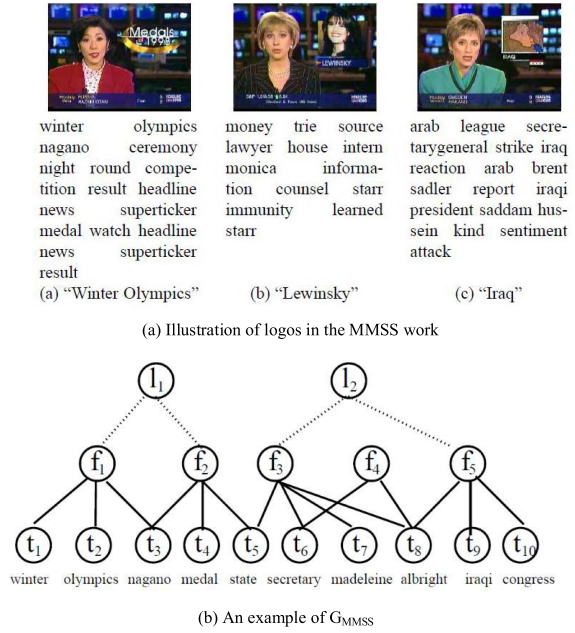 Medals
1998
LEWINSKY
IRAQ
winter olympics
nagano ceremony
night round compe-
tition result headline
news superticker
medal watch headline
news superticker
result
(a) “Winter Olympics”
money trie source
lawyer house intern
monica informa-
tion counsel starr
immunity learned
starr
(b) “Lewinsky”
arab league secre-
tarygeneral strike iraq
reaction arab brent
sadler report iraqi
president saddam hus-
sein kind sentiment
attack
(c) “Iraq”
(a) Illustration of logos in the MMSS work
l1 l2
f1 f2 f3 f4 f5
t1 t2 t3 t4 t5 t6 t7 t8 t9 t10
winter olympics nagano medal state secretary madeleine albright iraqi congress
(b) An example of GMMSS